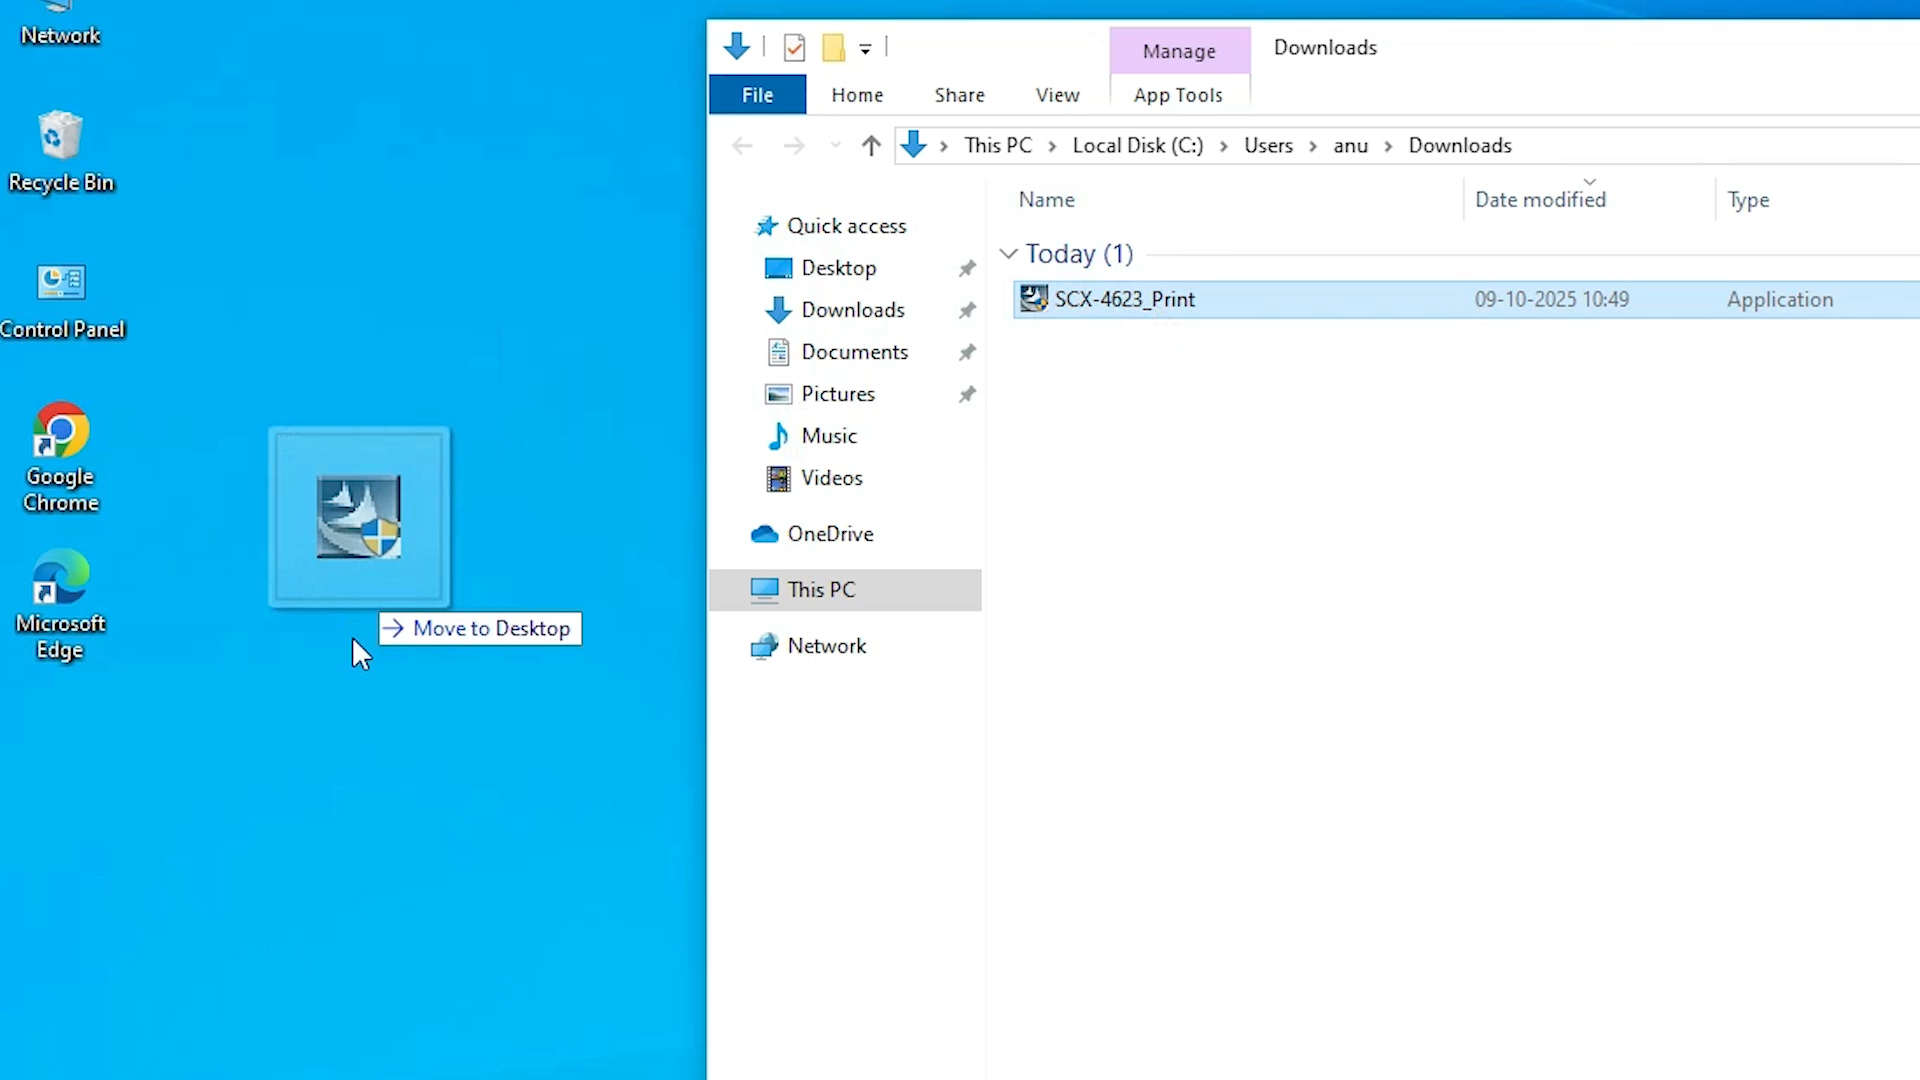 Network
Recycle Bin
Control Panel
Google
Chrome
Microsoft
Edge
Move to Desktop
Manage
Downloads
File
Home
Share
View
App Tools
This PC
Local Disk (C:)
Users
anu
Downloads
Name
Date modified
Type
Quick access
Desktop
Downloads
Documents
Pictures
Music
Videos
OneDrive
This PC
Network
Today (1)
SCX-4623_Print
09-10-2025 10:49
Application